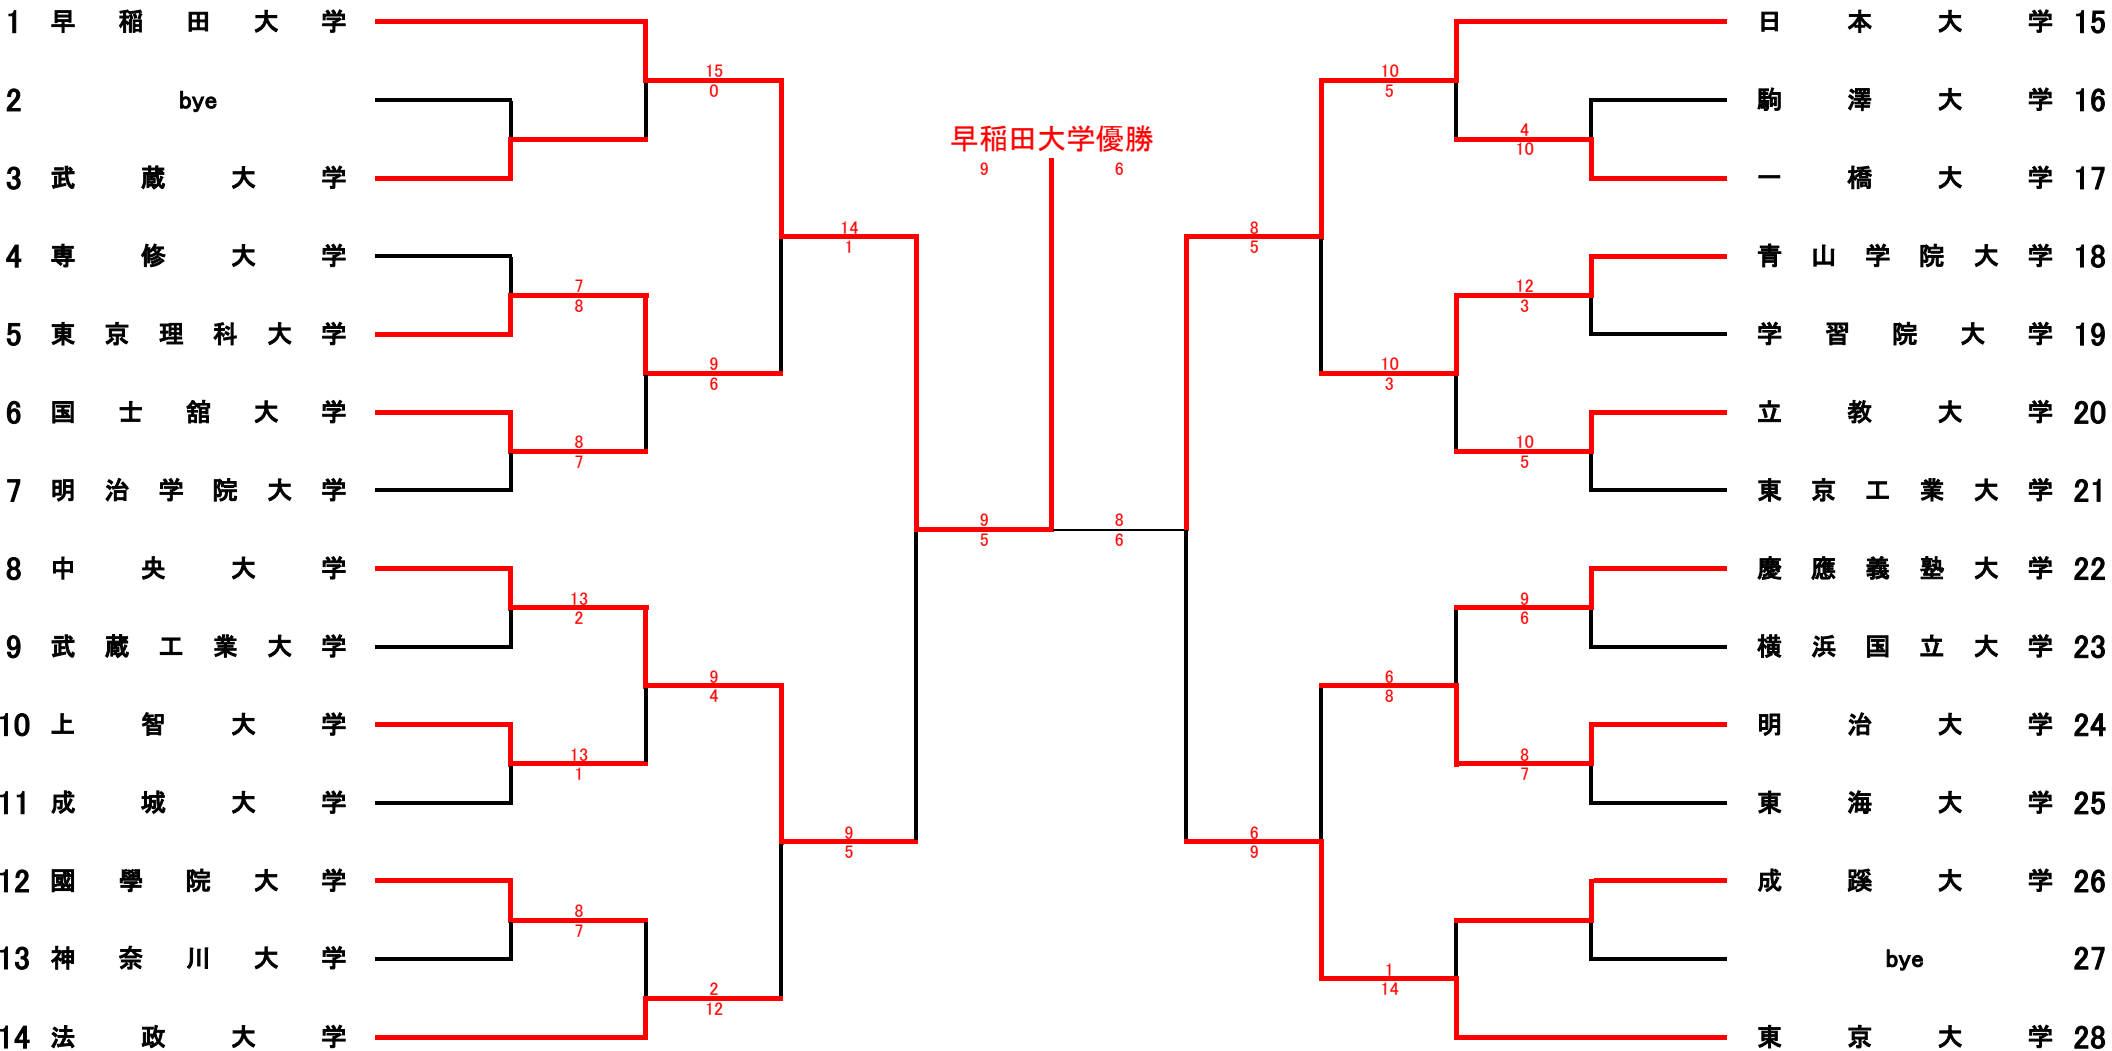 1 早稲田大学
15
0
2 bye
3 武蔵大学
14
1
4 専修大学
7
8
5 東京理科大学
9
6
6 国士舘大学
8
7
7 明治学院大学
9
5
8 中央大学
13
2
9 武蔵工業大学
9
4
10 上智大学
13
1
11 成城大学
9
5
12 國學院大学
8
7
13 神奈川大学
2
12
14 法政大学
早稲田大学優勝
9 6
8
6
日本大学 15
10
5
駒澤大学 16
4
10
一橋大学 17
8
5
青山学院大学 18
12
3
学習院大学 19
10
3
立教大学 20
10
5
東京工業大学 21
慶應義塾大学 22
9
6
横浜国立大学 23
6
8
明治大学 24
8
7
東海大学 25
6
9
成蹊大学 26
bye 27
1
14
東京大学 28